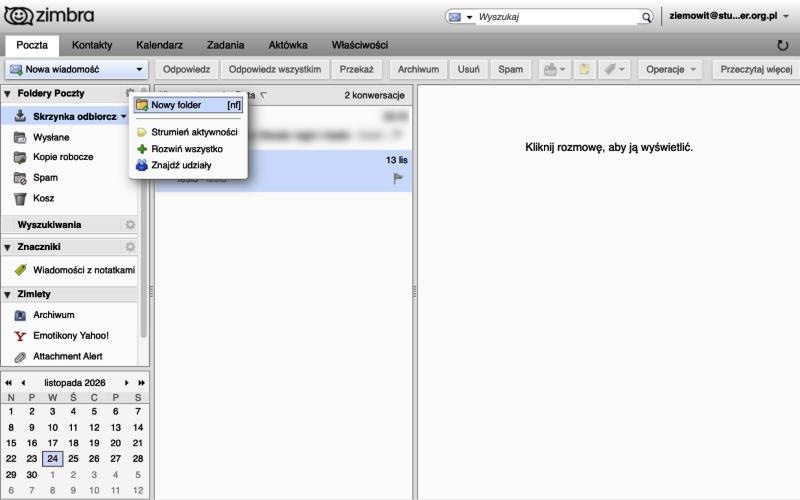 zimbra
Wyszukaj
ziemowit@stu...er.org.pl
Poczta Kontakty Kalendarz Zadania Aktówka Właściwości
Nowa wiadomość Odpowiedz Odpowiedz wszystkim Przekaż Archiwum Usuń Spam Operacje Przeczytaj więcej
Foldery Poczty
Skrzynka odbiorcz
Wysłane
Kopie robocze
Spam
Kosz
Wyszukiwania
Znaczniki
Wiadomości z notatkami
Zimlety
Archiwum
Emotikony Yahoo!
Attachment Alert
listopada 2026
N P W Ś C P S
1 2 3 4 5 6 7
8 9 10 11 12 13 14
15 16 17 18 19 20 21
22 23 24 25 26 27 28
29 30 1 2 3 4 5
6 7 8 9 10 11 12
Nowy folder [nf]
Strumień aktywności
Rozwiń wszystko
Znajdź udziały
2 konwersacje
13 lis
Kliknij rozmowę, aby ją wyświetlić.